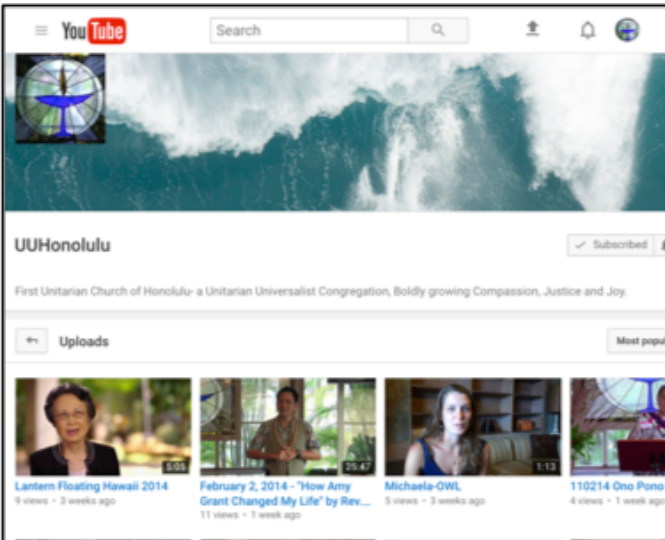 YouTube
Search
UUHonolulu
Subscribed
First Unitarian Church of Honolulu- a Unitarian Universalist Congregation, Boldly growing Compassion, Justice and Joy.
Uploads
Most popul
5:05
25:47
1:13
Lantern Floating Hawaii 2014
9 views • 3 weeks ago
February 2, 2014 - "How Amy
Grant Changed My Life" by Rev....
11 views • 1 week ago
Michaela-OWL
5 views • 3 weeks ago
110214 Ono Pono
4 views • 1 week ago